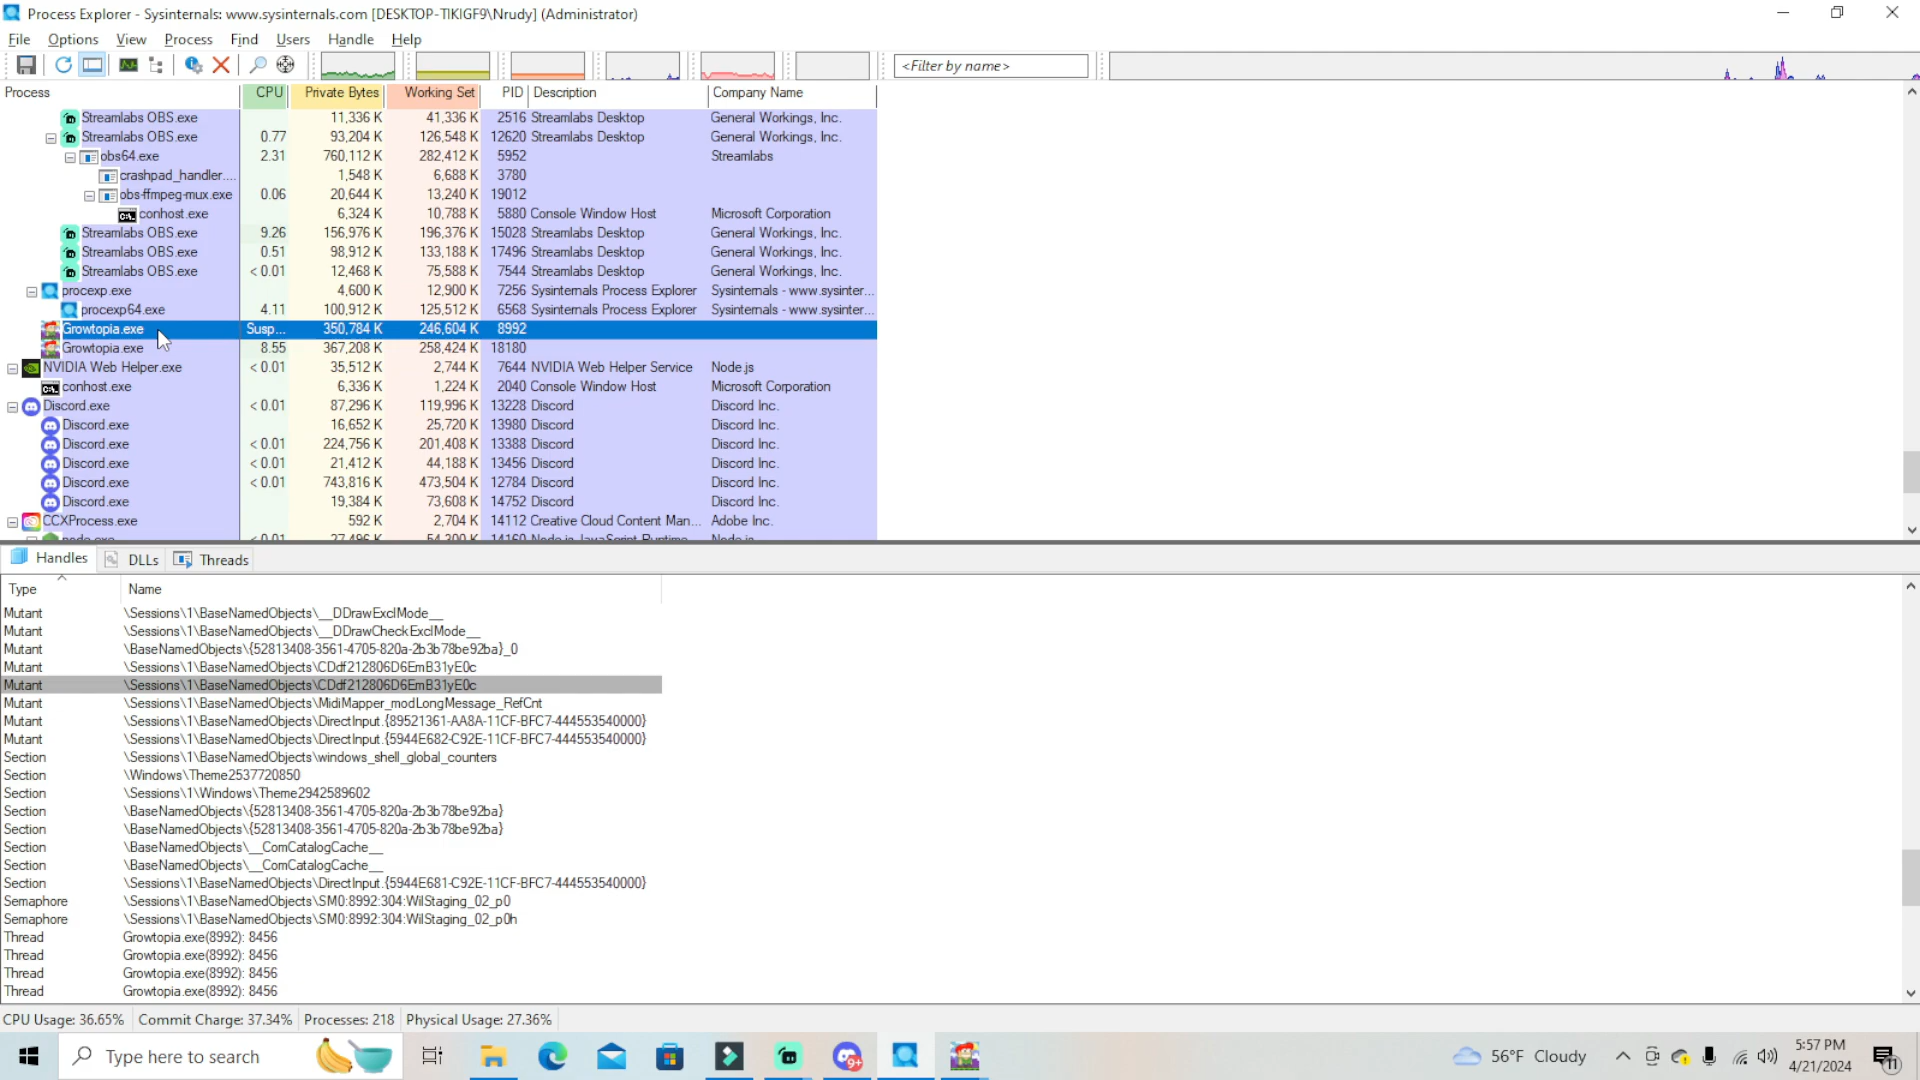 Process Explorer - Sysinternals: www.sysinternals.com [DESKTOP-TIKIGF9\Nrudy] (Administrator)
File Options View Process Find Users Handle Help
<Filter by name>
Process CPU Private Bytes Working Set PID Description Company Name
Streamlabs OBS.exe 11,336 K 41,336 K 2516 Streamlabs Desktop General Workings, Inc.
Streamlabs OBS.exe 0.77 93,204 K 126,548 K 12620 Streamlabs Desktop General Workings, Inc.
obs64.exe 2.31 760,112 K 282,412 K 5952 Streamlabs
crashpad_handler.... 1,548 K 6,688 K 3780
obs-ffmpeg-mux.exe 0.06 20,644 K 13,240 K 19012
conhost.exe 6,324 K 10,788 K 5880 Console Window Host Microsoft Corporation
Streamlabs OBS.exe 9.26 156,976 K 196,376 K 15028 Streamlabs Desktop General Workings, Inc.
Streamlabs OBS.exe 0.51 98,912 K 133,188 K 17496 Streamlabs Desktop General Workings, Inc.
Streamlabs OBS.exe < 0.01 12,468 K 75,588 K 7544 Streamlabs Desktop General Workings, Inc.
procexp.exe 4,600 K 12,900 K 7256 Sysinternals Process Explorer Sysinternals - www.sysinter...
procexp64.exe 4.11 100,912 K 125,512 K 6568 Sysinternals Process Explorer Sysinternals - www.sysinter...
Growtopia.exe Susp... 350,784 K 246,604 K 8992
Growtopia.exe 8.55 367,208 K 258,424 K 18180
NVIDIA Web Helper.exe < 0.01 35,512 K 2,744 K 7644 NVIDIA Web Helper Service Node.js
conhost.exe 6,336 K 1,224 K 2040 Console Window Host Microsoft Corporation
Discord.exe < 0.01 87,296 K 119,996 K 13228 Discord Discord Inc.
Discord.exe 16,652 K 25,720 K 13980 Discord Discord Inc.
Discord.exe < 0.01 224,756 K 201,408 K 13388 Discord Discord Inc.
Discord.exe < 0.01 21,412 K 44,188 K 13456 Discord Discord Inc.
Discord.exe < 0.01 743,816 K 473,504 K 12784 Discord Discord Inc.
Discord.exe 19,384 K 73,608 K 14752 Discord Discord Inc.
CCXProcess.exe 592 K 2,704 K 14112 Creative Cloud Content Man... Adobe Inc.
node.exe < 0.01 27,496 K 54,300 K 14160 Node.js JavaScript Runtime Node.js
Handles DLLs Threads
Type Name
Mutant \Sessions\1\BaseNamedObjects\__DDrawExclMode__
Mutant \Sessions\1\BaseNamedObjects\__DDrawCheckExclMode__
Mutant \BaseNamedObjects\{52813408-3561-4705-820a-2b3b78be92ba}_0
Mutant \Sessions\1\BaseNamedObjects\CDdf212806D6EmB31yE0c
Mutant \Sessions\1\BaseNamedObjects\CDdf212806D6EmB31yE0c
Mutant \Sessions\1\BaseNamedObjects\MidiMapper_modLongMessage_RefCnt
Mutant \Sessions\1\BaseNamedObjects\DirectInput.{89521361-AA8A-11CF-BFC7-444553540000}
Mutant \Sessions\1\BaseNamedObjects\DirectInput.{5944E682-C92E-11CF-BFC7-444553540000}
Section \Sessions\1\BaseNamedObjects\windows_shell_global_counters
Section \Windows\Theme2537720850
Section \Sessions\1\Windows\Theme2942589602
Section \BaseNamedObjects\{52813408-3561-4705-820a-2b3b78be92ba}
Section \BaseNamedObjects\{52813408-3561-4705-820a-2b3b78be92ba}
Section \BaseNamedObjects\__ComCatalogCache__
Section \BaseNamedObjects\__ComCatalogCache__
Section \Sessions\1\BaseNamedObjects\DirectInput.{5944E681-C92E-11CF-BFC7-444553540000}
Semaphore \Sessions\1\BaseNamedObjects\SM0:8992:304:WilStaging_02_p0
Semaphore \Sessions\1\BaseNamedObjects\SM0:8992:304:WilStaging_02_p0h
Thread Growtopia.exe(8992): 8456
Thread Growtopia.exe(8992): 8456
Thread Growtopia.exe(8992): 8456
Thread Growtopia.exe(8992): 8456
CPU Usage: 36.65% Commit Charge: 37.34% Processes: 218 Physical Usage: 27.36%
Type here to search 9+ 56°F Cloudy 5:57 PM
4/21/2024 11